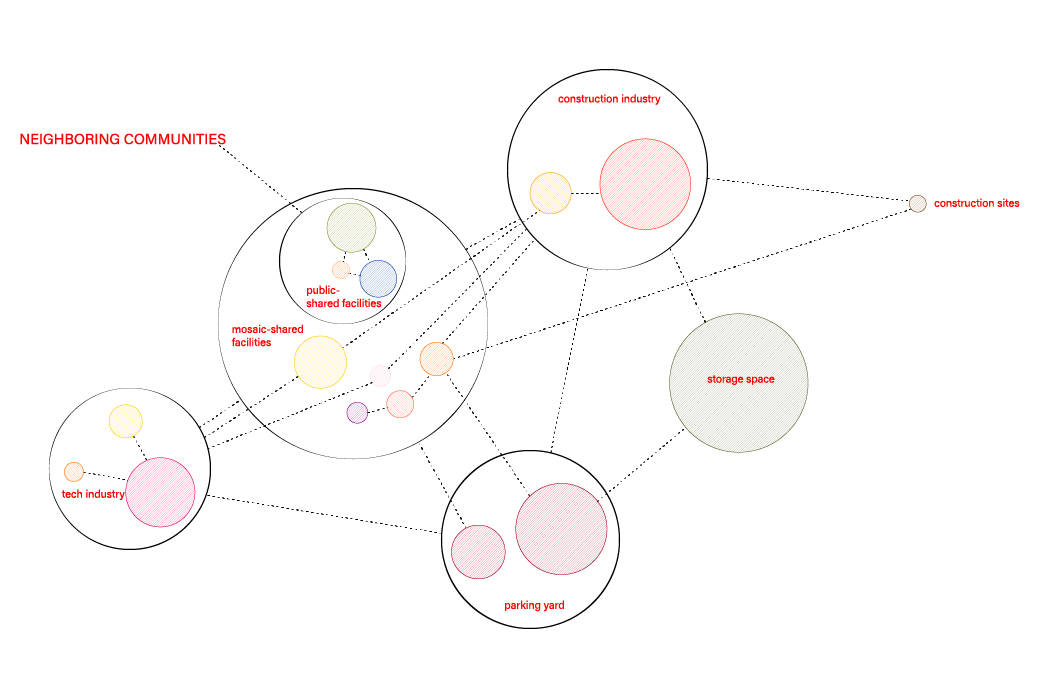 construction industry
NEIGHBORING COMMUNITIES
construction sites
public-
shared facilities
mosaic-shared
facilities
storage space
tech industry
parking yard